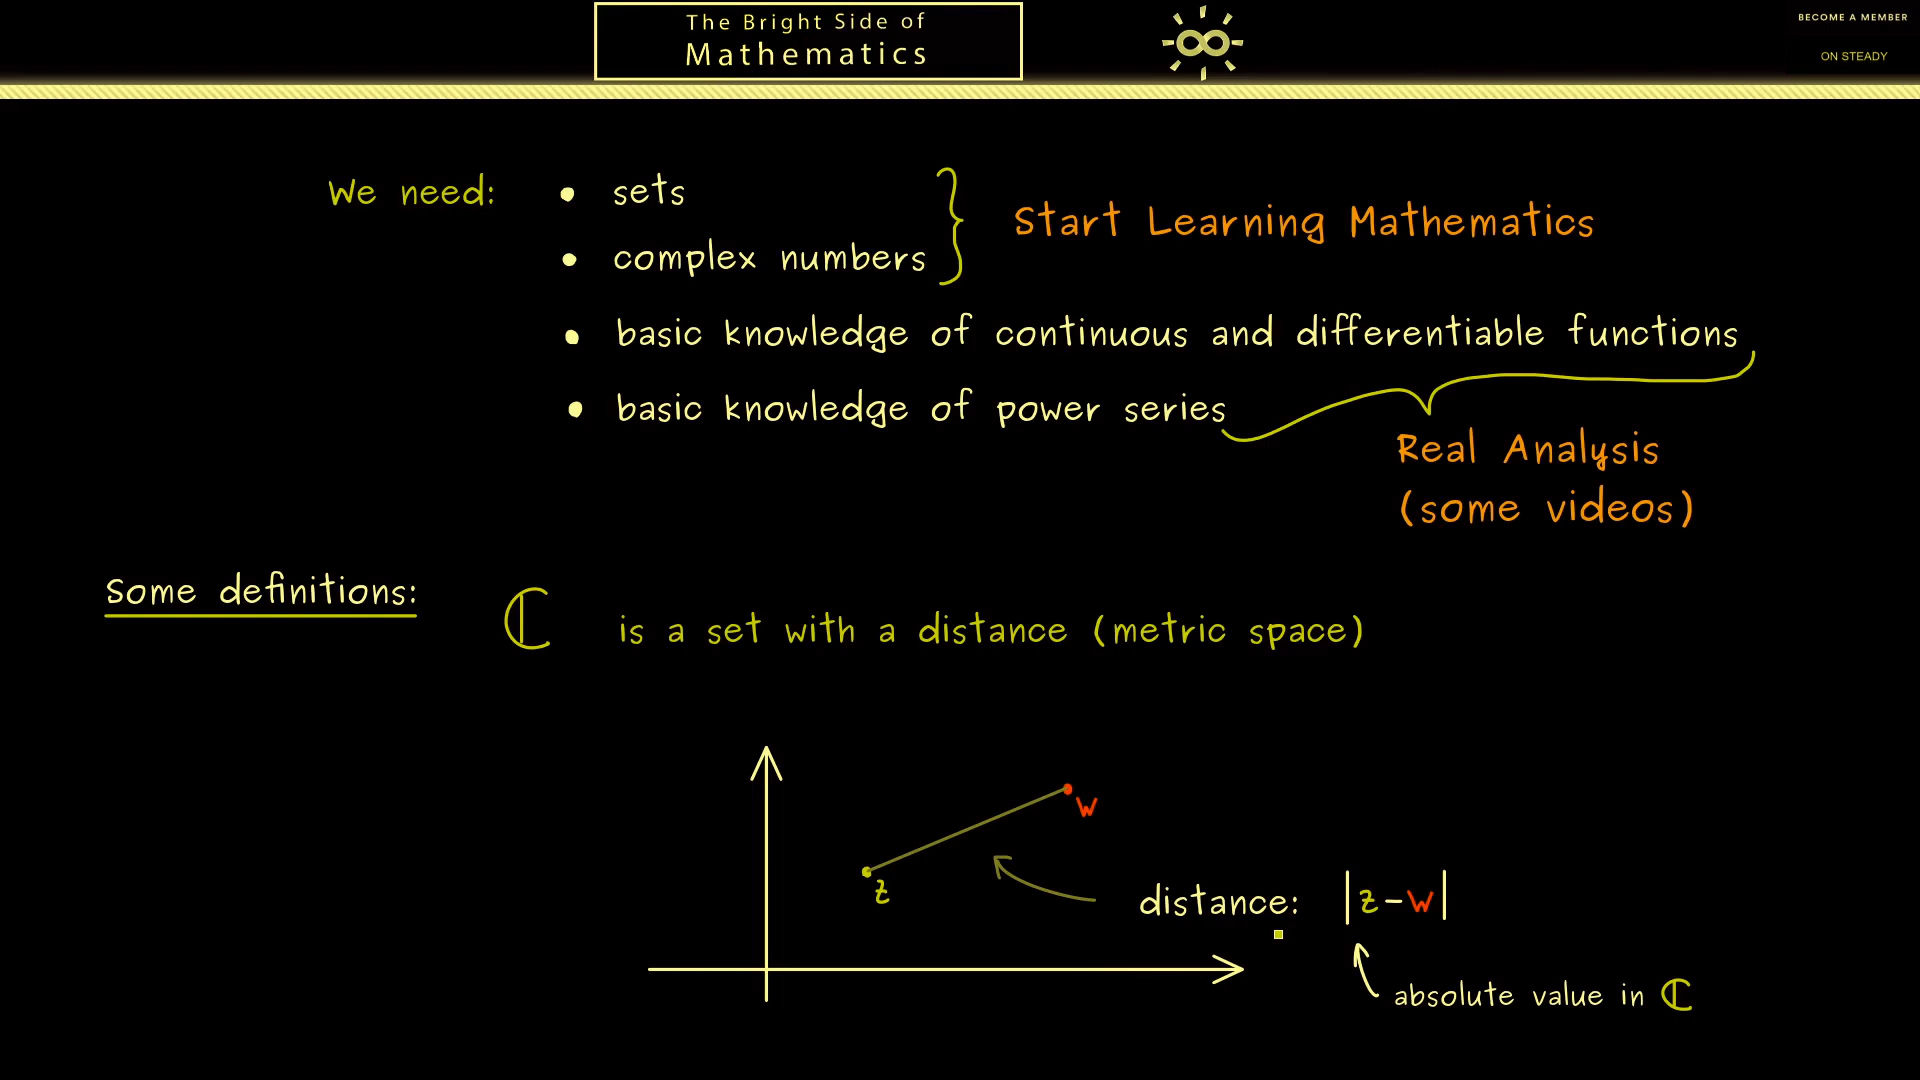 The Bright Side of
Mathematics
BECOME A MEMBER
ON STEADY
We need: • sets
• complex numbers
Start Learning Mathematics
• basic knowledge of continuous and differentiable functions
• basic knowledge of power series
Real Analysis
(some videos)
Some definitions: ℂ is a set with a distance (metric space)
w
z
distance: |z-w|
absolute value in ℂ